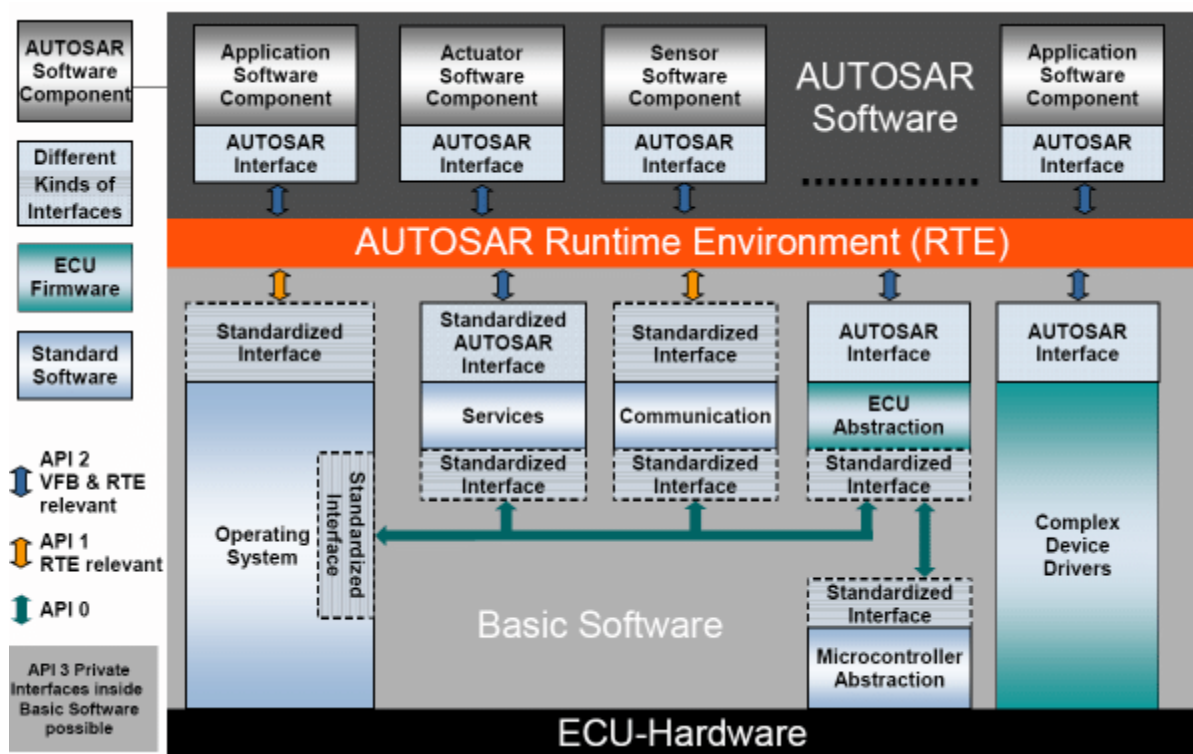 AUTOSAR
Software
Component
Different
Kinds of
Interfaces
ECU
Firmware
Standard
Software
API 2
VFB & RTE
relevant
API 1
RTE relevant
API 0
API 3 Private
Interfaces inside
Basic Software
possible
Application
Software
Component
AUTOSAR
Interface
Actuator
Software
Component
AUTOSAR
Interface
Sensor
Software
Component
AUTOSAR
Interface
AUTOSAR
Software
Application
Software
Component
AUTOSAR
Interface
AUTOSAR Runtime Environment (RTE)
Standardized
Interface
Operating
System
Standardized
Interface
Standardized
AUTOSAR
Interface
Services
Standardized
Interface
Standardized
Interface
Communication
Standardized
Interface
AUTOSAR
Interface
ECU
Abstraction
Standardized
Interface
Standardized
Interface
Microcontroller
Abstraction
AUTOSAR
Interface
Complex
Device
Drivers
Basic Software
ECU-Hardware